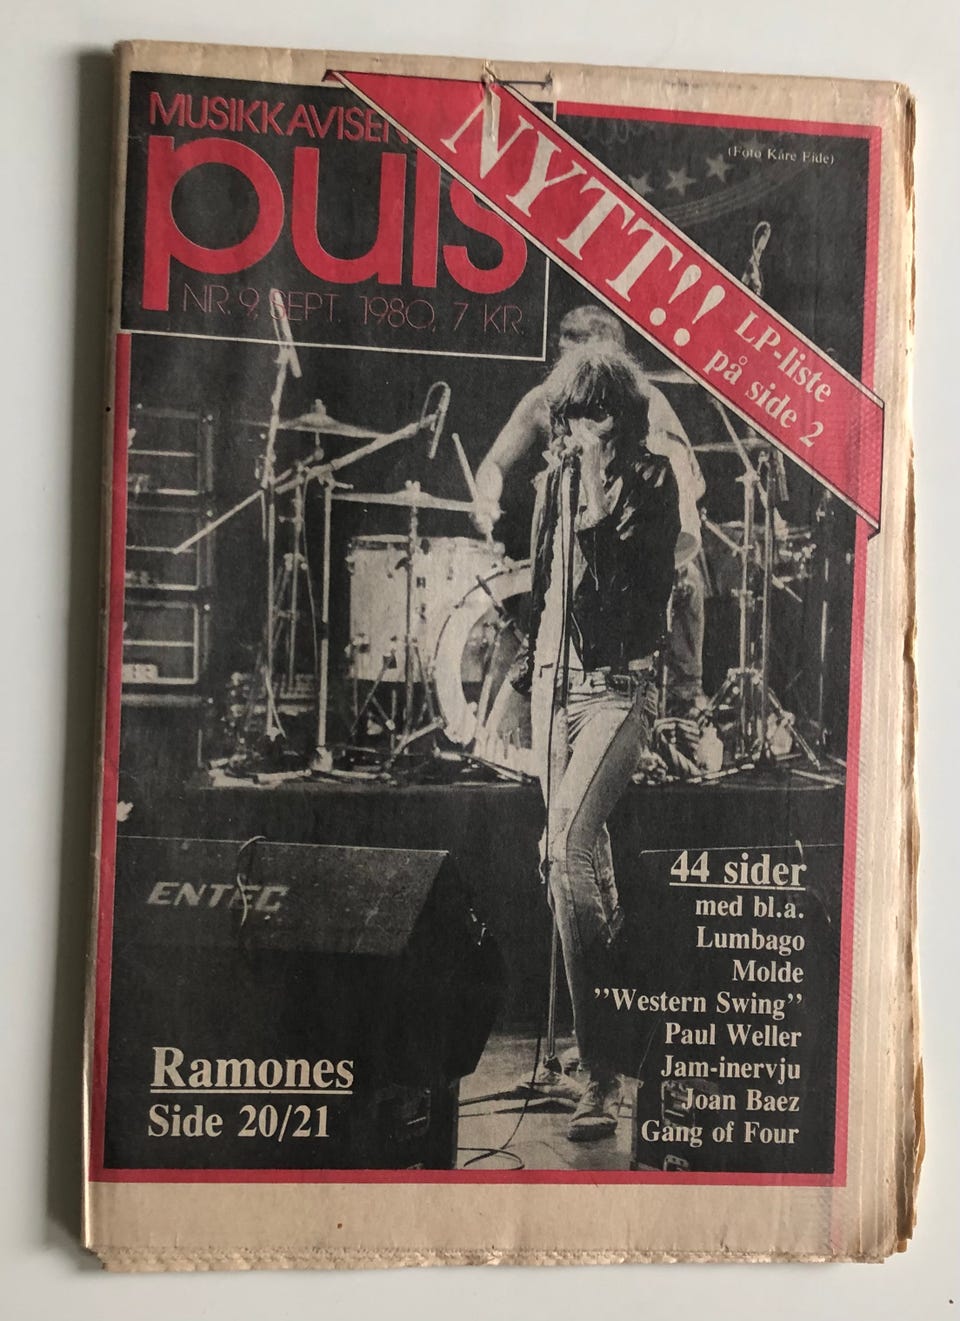 MUSIKKAVISEN
puls
NR. 9, SEPT. 1980, 7 KR.
NYTT!!
LP-liste
på side 2
(Foto Kåre Eide)
ENTEC
44 sider
med bl.a.
Lumbago
Molde
”Western Swing”
Paul Weller
Jam-inervju
Joan Baez
Gang of Four
Ramones
Side 20/21